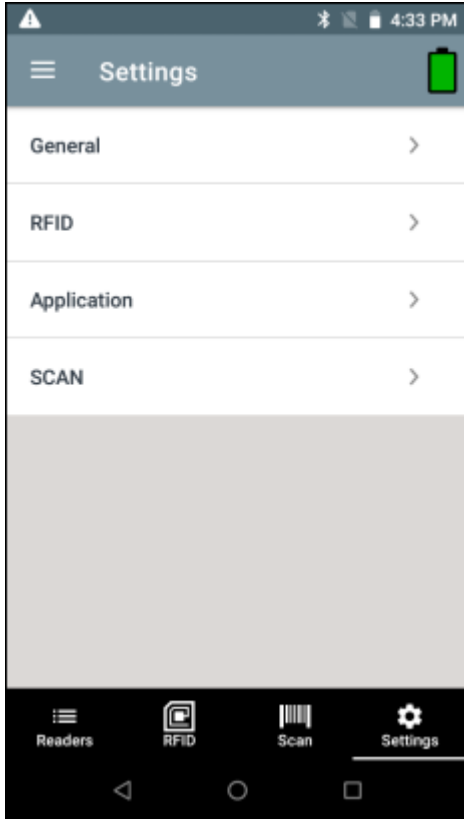 4:33 PM
Settings
General
RFID
Application
SCAN
Readers RFID Scan Settings